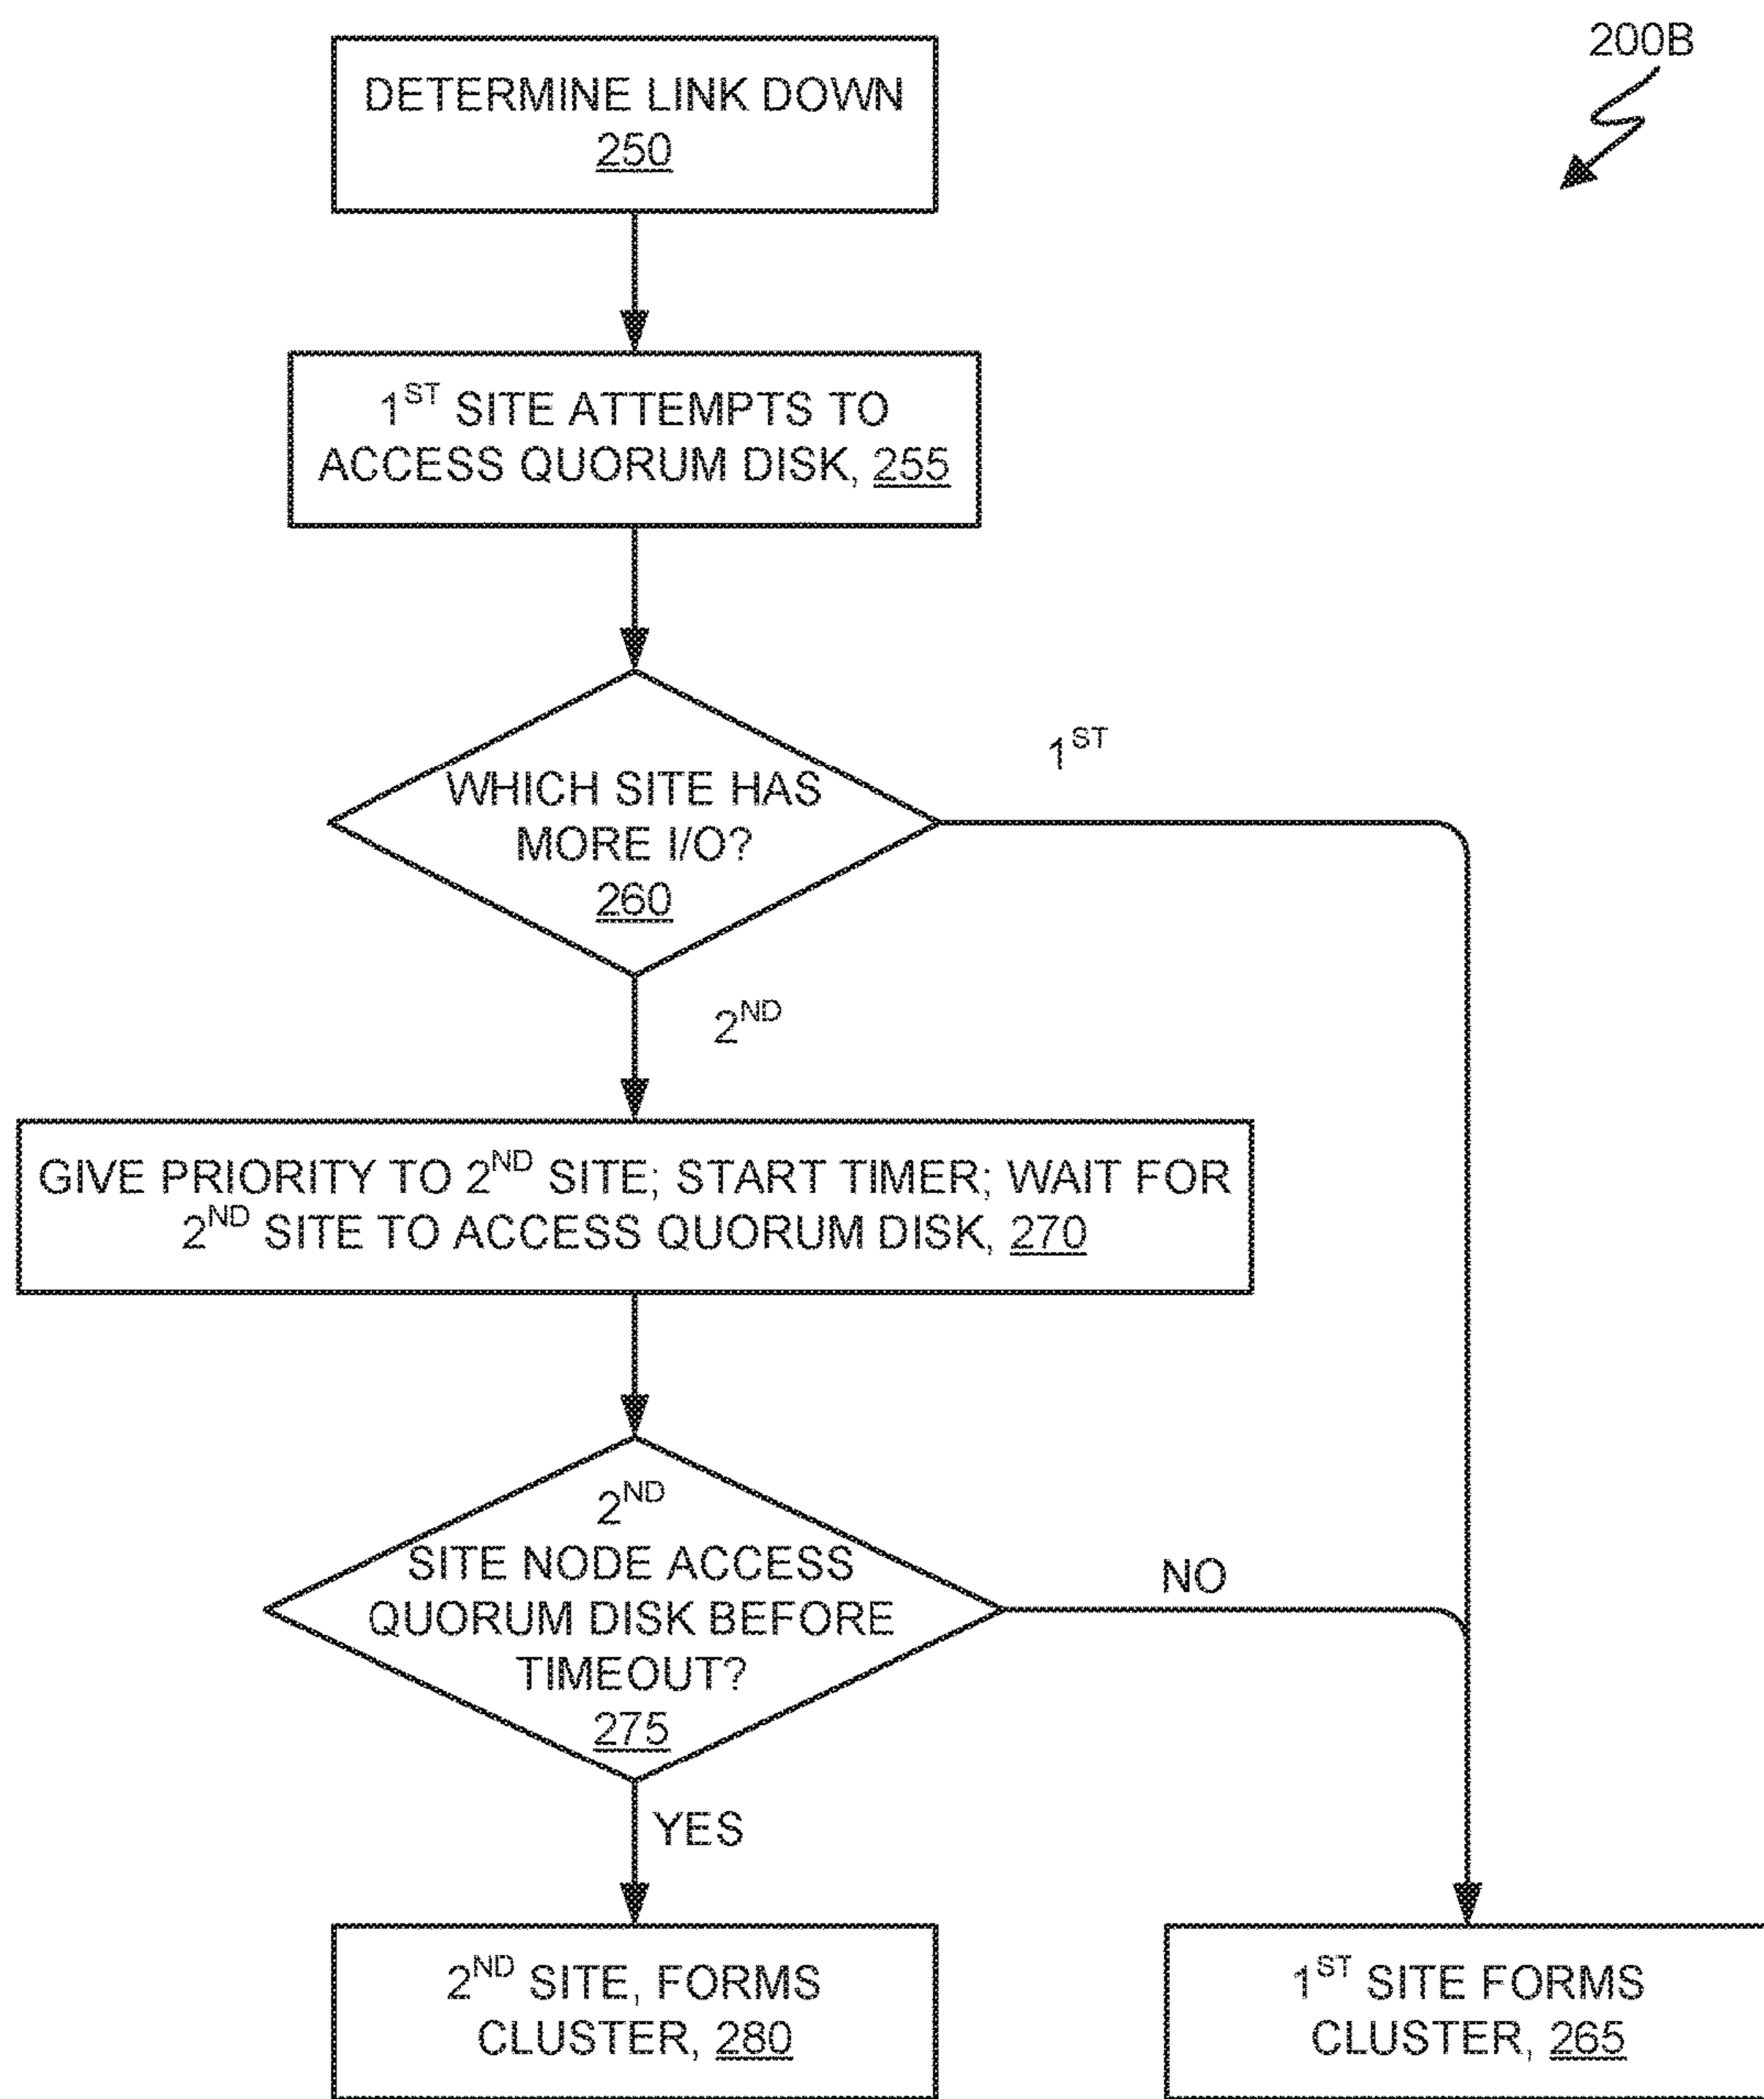 200B
DETERMINE LINK DOWN
250
1ST SITE ATTEMPTS TO
ACCESS QUORUM DISK, 255
WHICH SITE HAS
MORE I/O?
260
1ST
2ND
GIVE PRIORITY TO 2ND SITE; START TIMER; WAIT FOR
2ND SITE TO ACCESS QUORUM DISK, 270
2ND
SITE NODE ACCESS
QUORUM DISK BEFORE
TIMEOUT?
275
NO
YES
2ND SITE, FORMS
CLUSTER, 280
1ST SITE FORMS
CLUSTER, 265